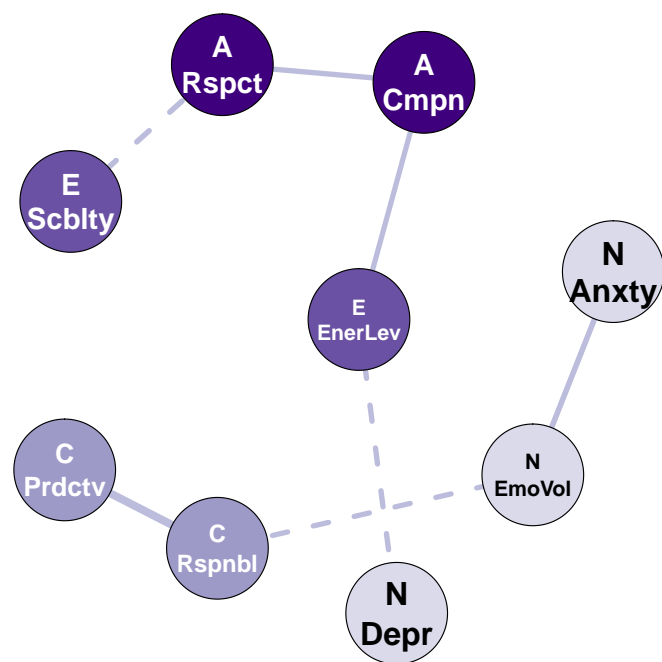 A
Rspct
A
Cmpn
E
Scblty
N
Anxty
E
EnerLev
C
Prdctv
N
EmoVol
C
Rspnbl
N
Depr